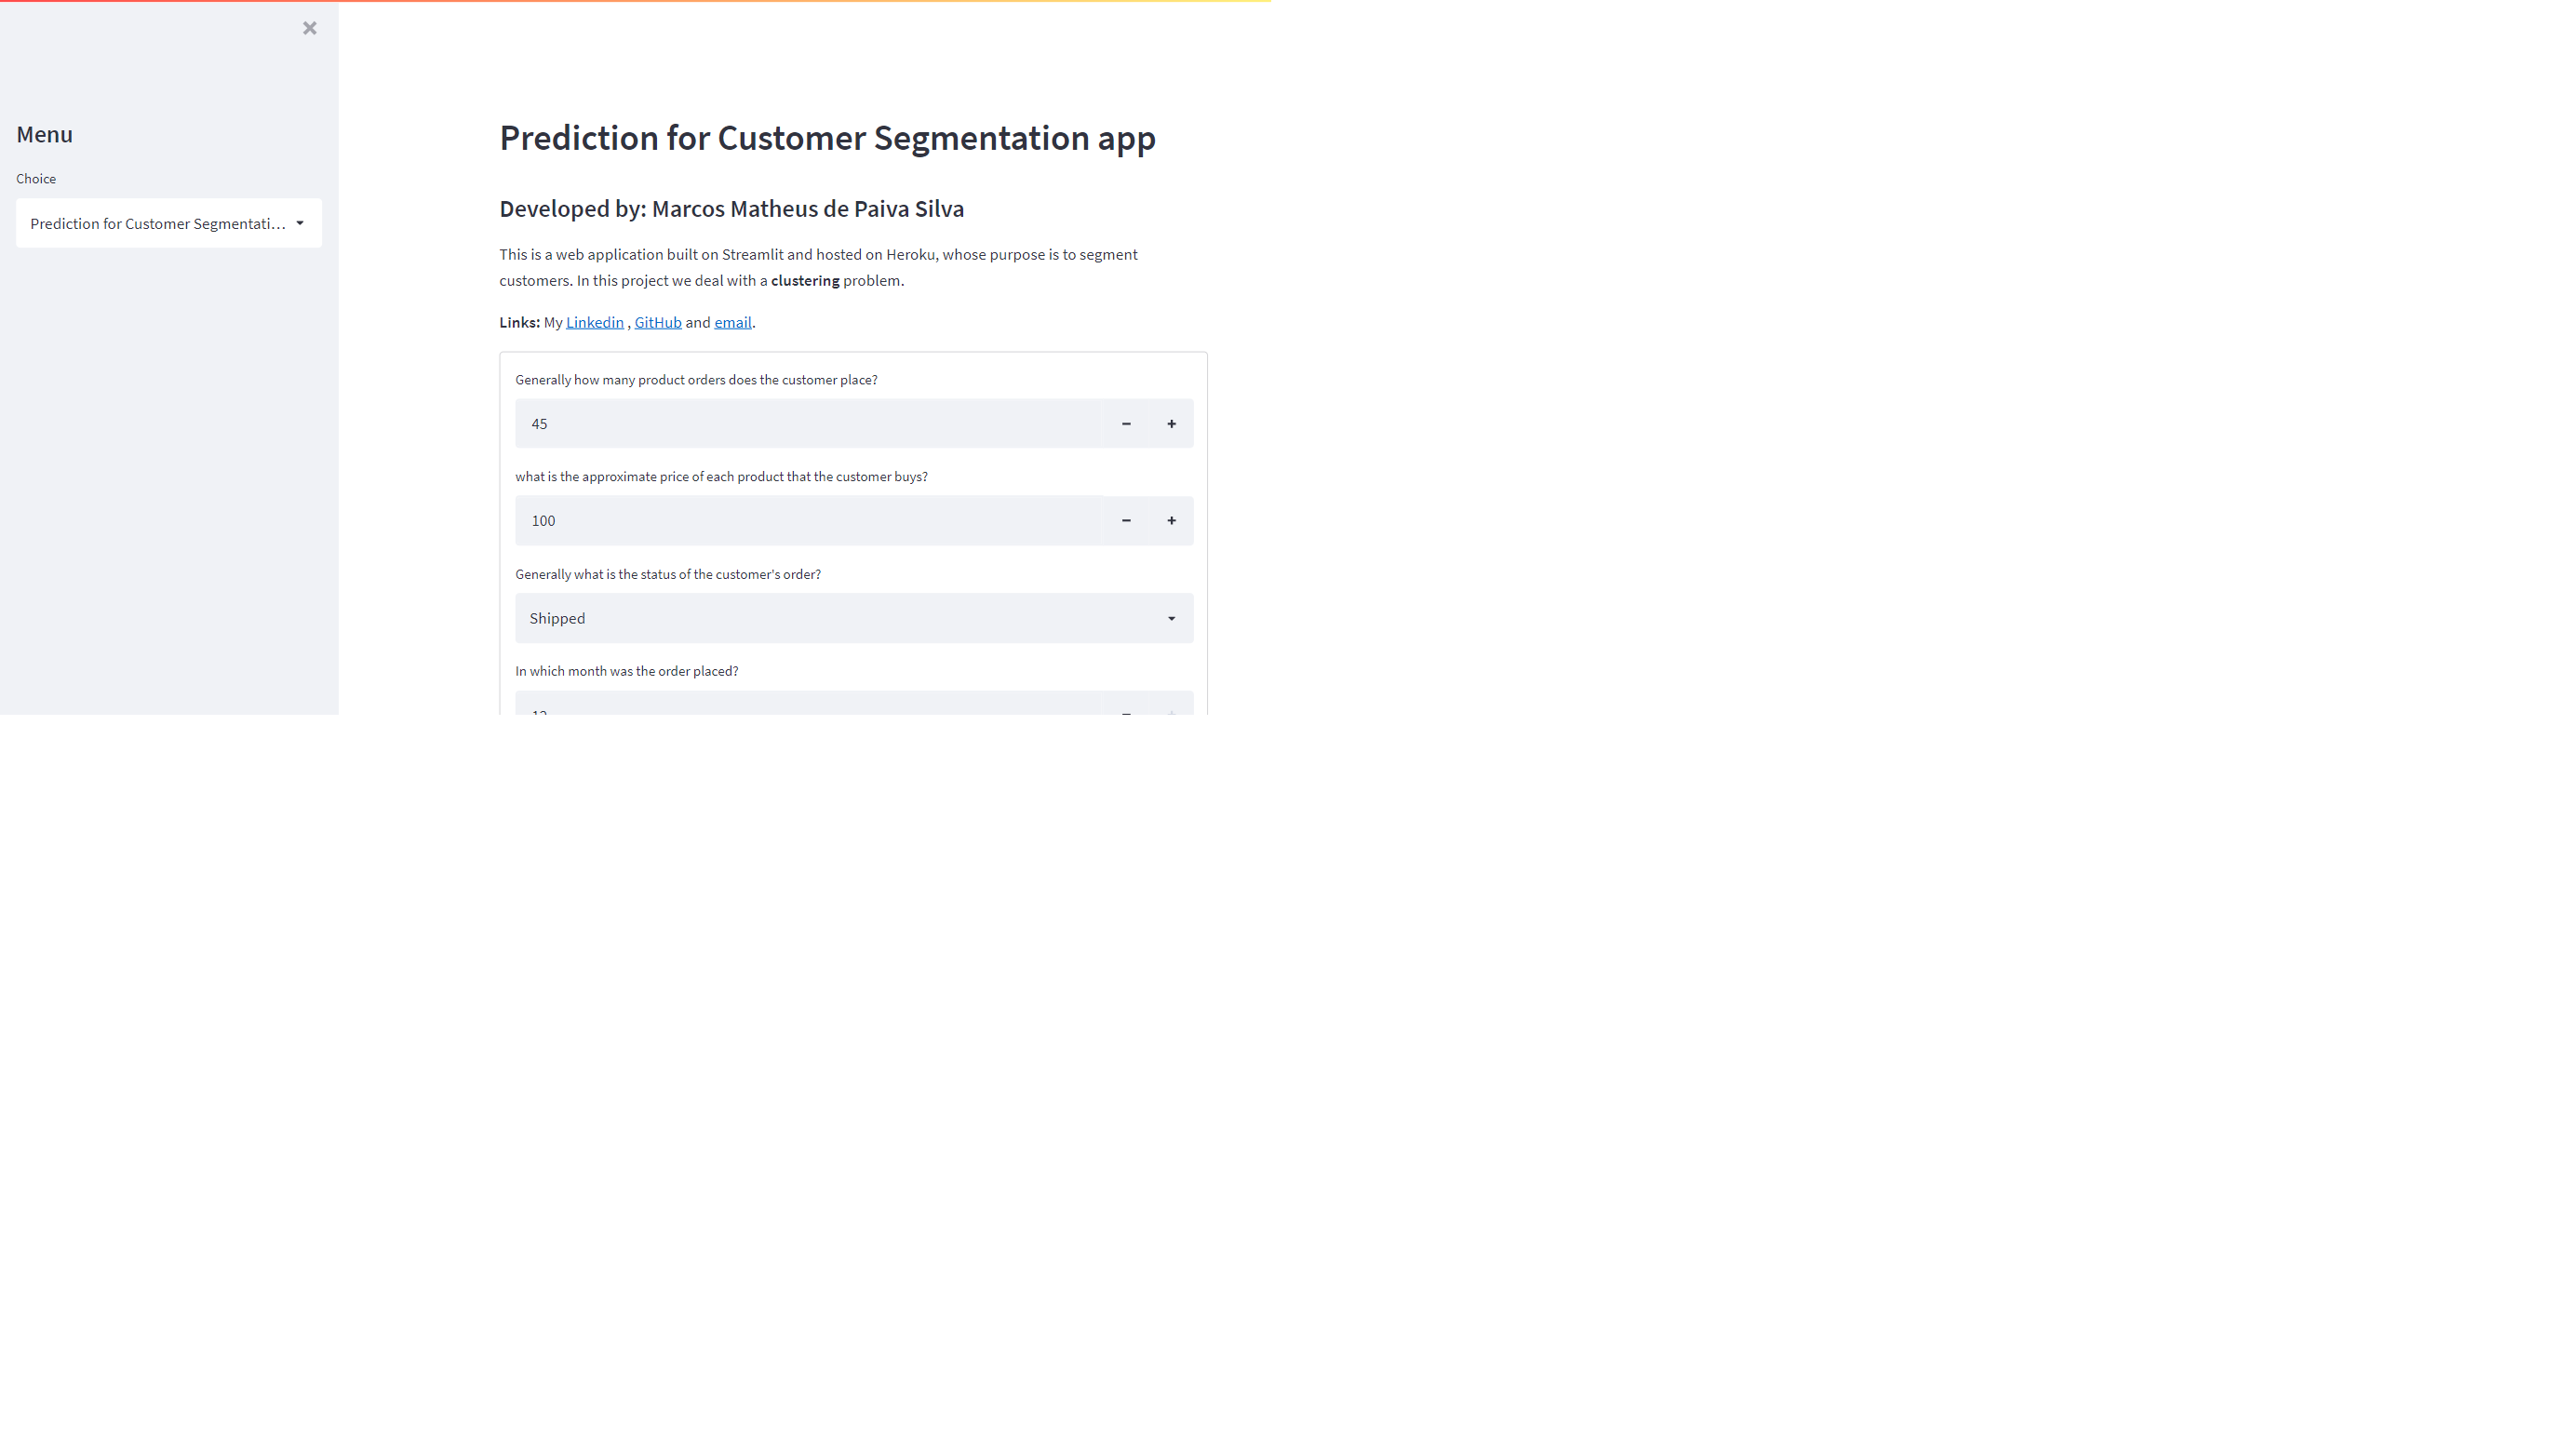 Menu
Choice
Prediction for Customer Segmentati...
Prediction for Customer Segmentation app
Developed by: Marcos Matheus de Paiva Silva
This is a web application built on Streamlit and hosted on Heroku, whose purpose is to segment
customers. In this project we deal with a clustering problem.
Links: My Linkedin , GitHub and email.
Generally how many product orders does the customer place?
45
what is the approximate price of each product that the customer buys?
100
Generally what is the status of the customer's order?
Shipped
In which month was the order placed?